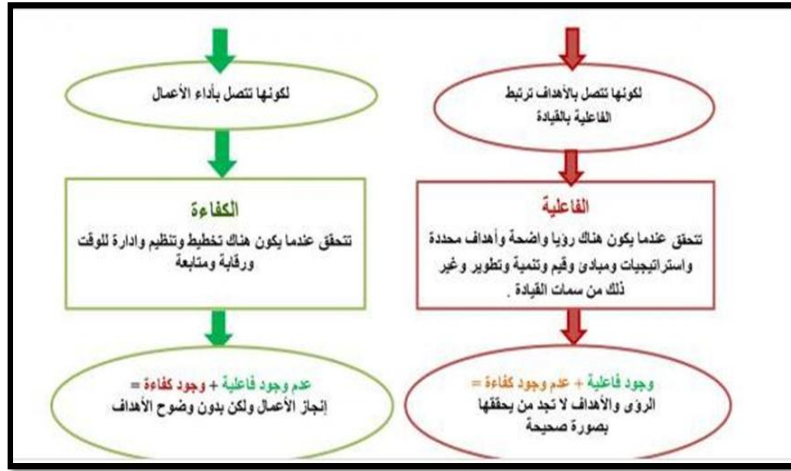 لكونها تتصل بالأهداف ترتبط
الفاعلية بالقيادة
الفاعلية
تتحقق عندما يكون هناك رؤيا واضحة وأهداف محددة
واستراتيجيات ومبادئ وقيم وتنمية وتطوير وغير
ذلك من سمات القيادة .
وجود فاعلية + عدم وجود كفاءة =
الرؤى والأهداف لا تجد من يحققها
بصورة صحيحة
لكونها تتصل بأداء الأعمال
الكفاءة
تتحقق عندما يكون هناك تخطيط وتنظيم وادارة للوقت
ورقابة ومتابعة
عدم وجود فاعلية + وجود كفاءة =
إنجاز الأعمال ولكن بدون وضوح الأهداف